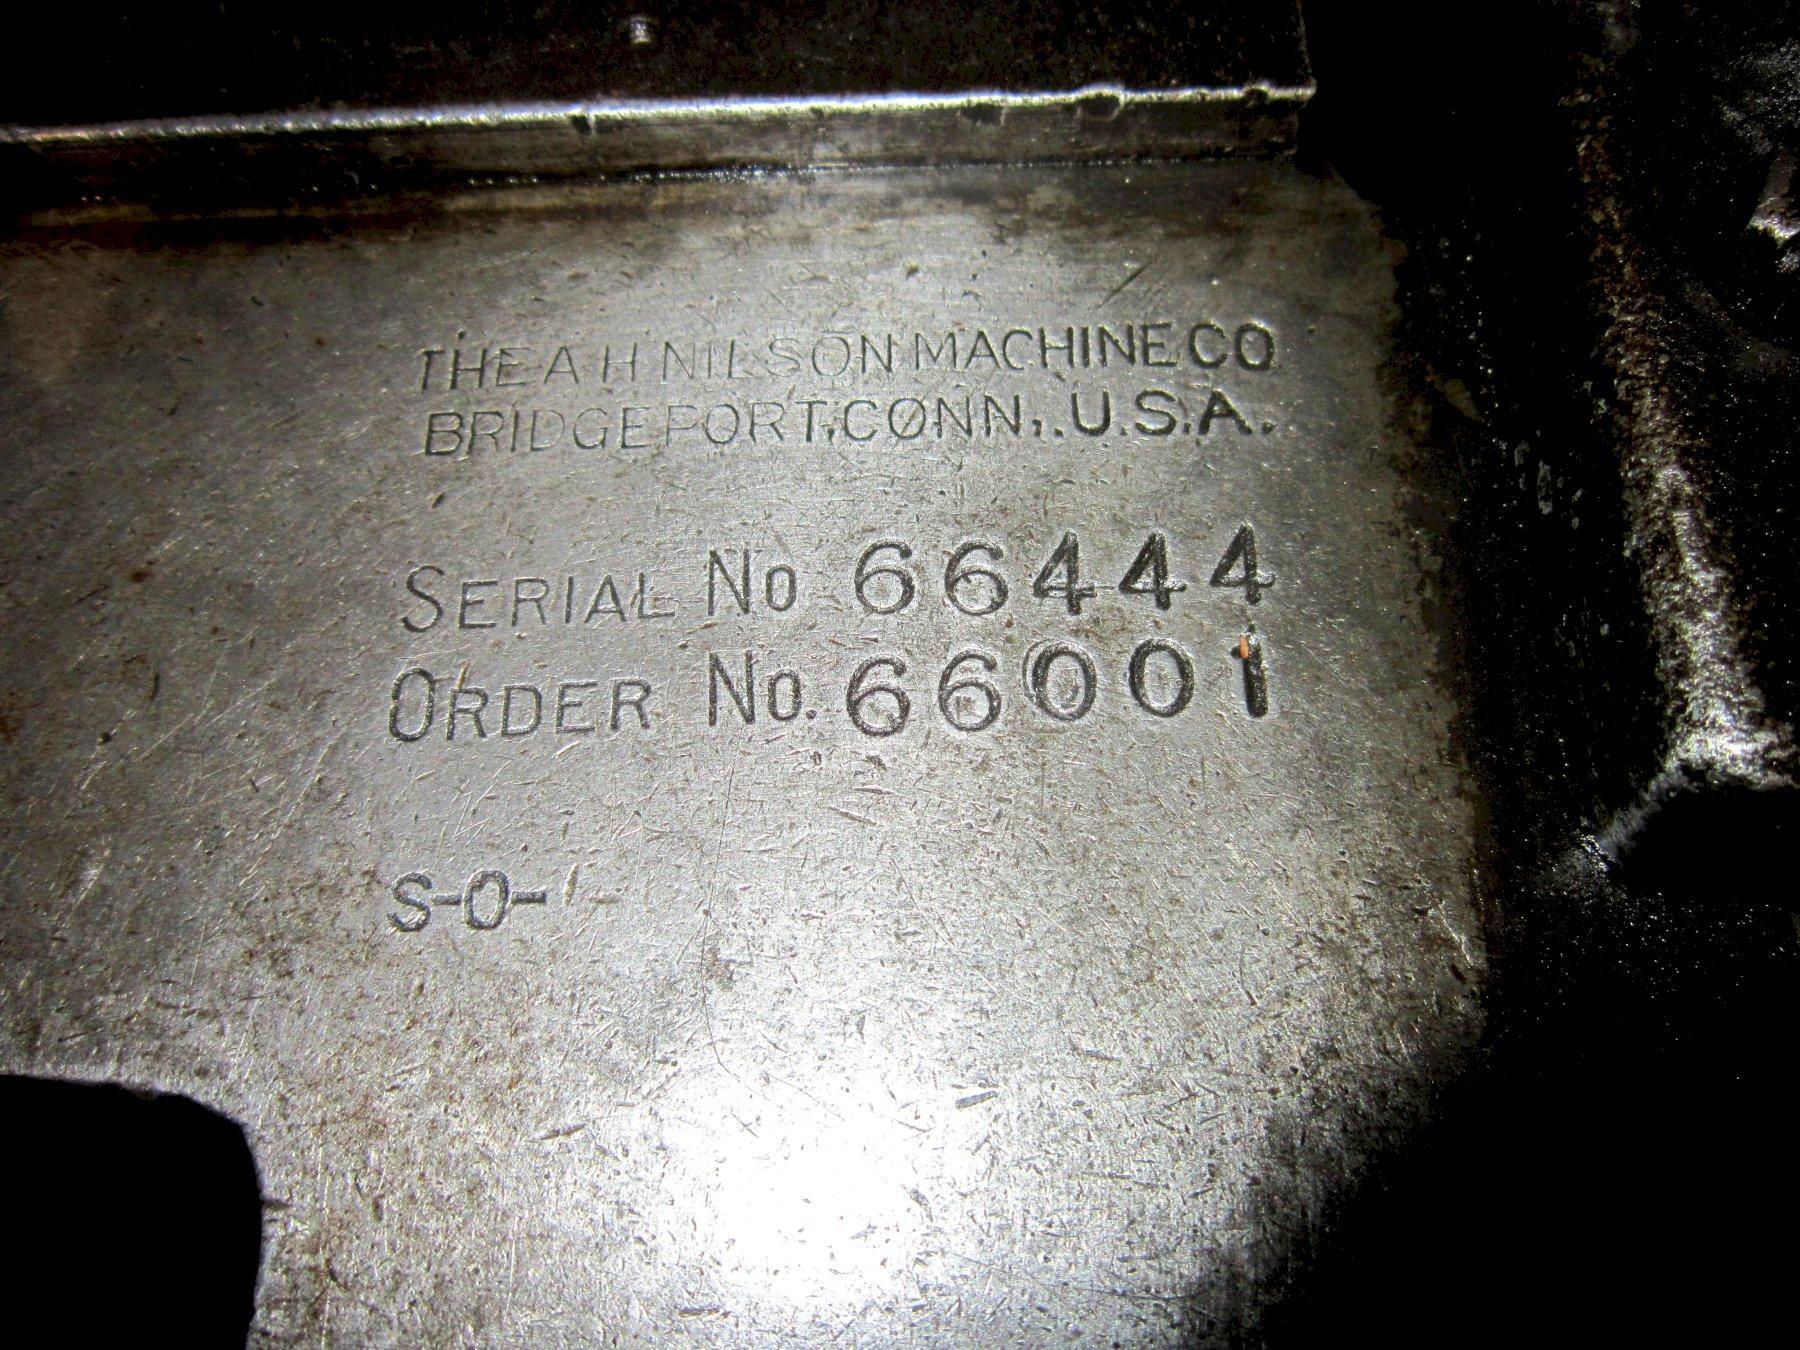 THE A H NILSON MACHINE CO
BRIDGEPORT, CONN., U.S.A.
SERIAL No 66444
ORDER No. 66001
S-O-